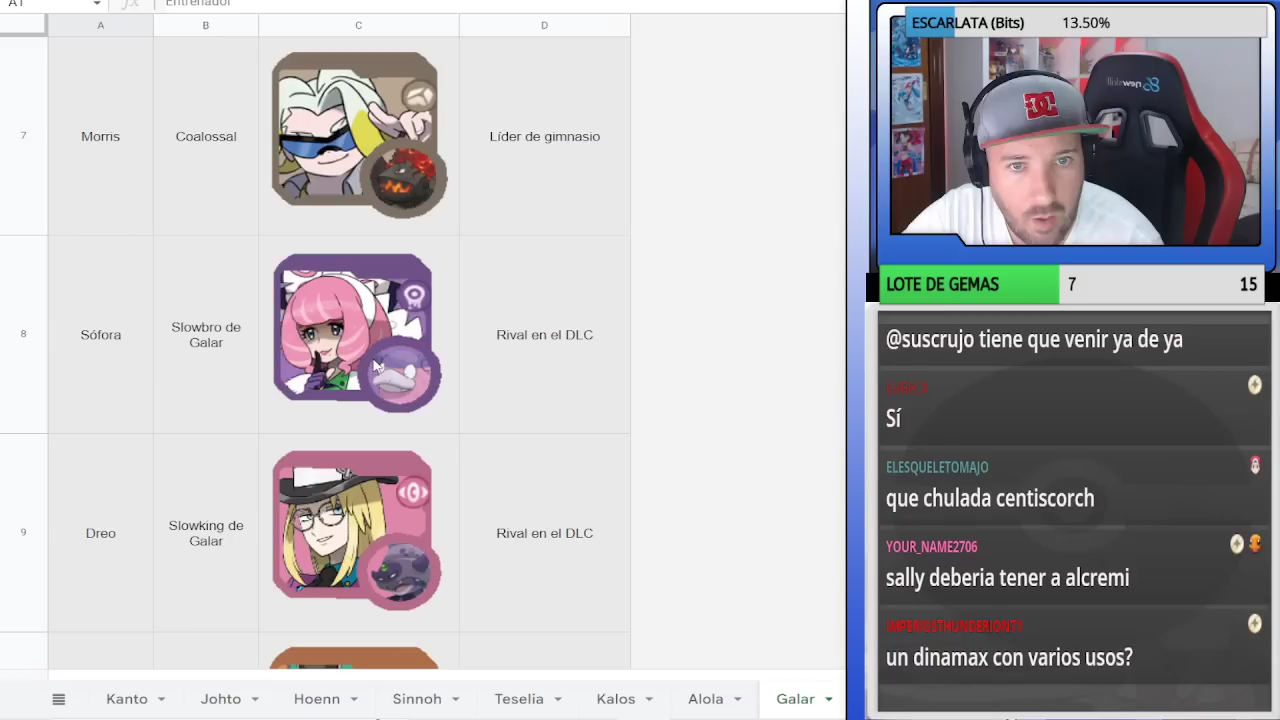 A1 fx Entrenador
A B C D
7 Morris Coalossal Líder de gimnasio
8 Sófora Slowbro de Galar Rival en el DLC
9 Dreo Slowking de Galar Rival en el DLC
Kanto Johto Hoenn Sinnoh Teselia Kalos Alola Galar
ESCARLATA (Bits) 13.50%
DC
LOTE DE GEMAS 7 15
@suscrujo tiene que venir ya de ya
Sí
ELESQUELETOMAJO
que chulada centiscorch
YOUR_NAME2706
sally deberia tener a alcremi
IMPERIUSTHUNDERION71
un dinamax con varios usos?